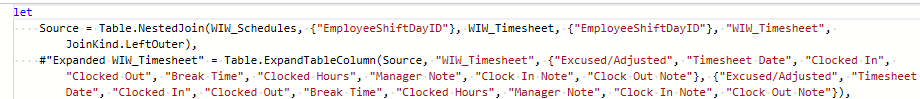 let
Source = Table.NestedJoin(WIW_Schedules, {"EmployeeShiftDayID"}, WIW_Timesheet, {"EmployeeShiftDayID"}, "WIW_Timesheet",
JoinKind.LeftOuter),
#"Expanded WIW_Timesheet" = Table.ExpandTableColumn(Source, "WIW_Timesheet", {"Excused/Adjusted", "Timesheet Date", "Clocked In",
"Clocked Out", "Break Time", "Clocked Hours", "Manager Note", "Clock In Note", "Clock Out Note"}, {"Excused/Adjusted", "Timesheet
Date", "Clocked In", "Clocked Out", "Break Time", "Clocked Hours", "Manager Note", "Clock In Note", "Clock Out Note"}),